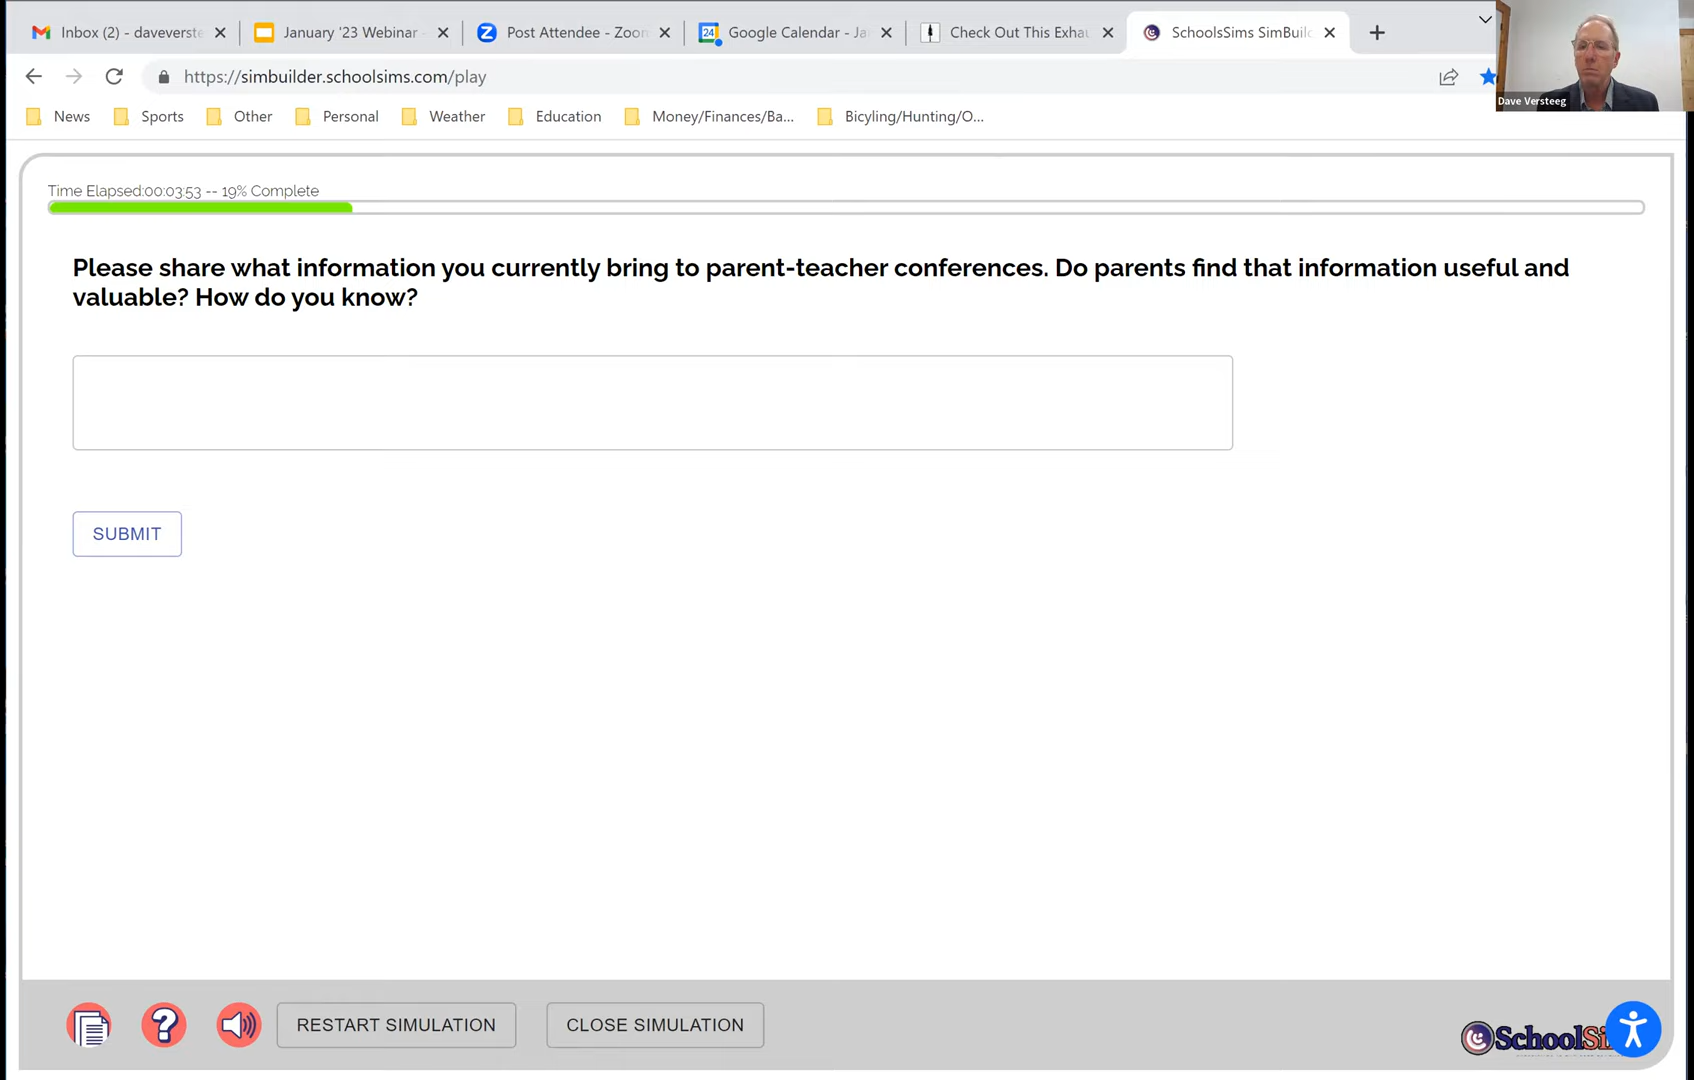 Inbox (2) - daveverste
January '23 Webinar -
Post Attendee - Zoom
24
Google Calendar - Ja
Check Out This Exhau
SchoolsSims SimBuild
https://simbuilder.schoolsims.com/play
Dave Versteeg
News
Sports
Other
Personal
Weather
Education
Money/Finances/Ba...
Bicyling/Hunting/O...
Time Elapsed:00:03:53 -- 19% Complete
Please share what information you currently bring to parent-teacher conferences. Do parents find that information useful and
valuable? How do you know?
SUBMIT
RESTART SIMULATION
CLOSE SIMULATION
SchoolSi